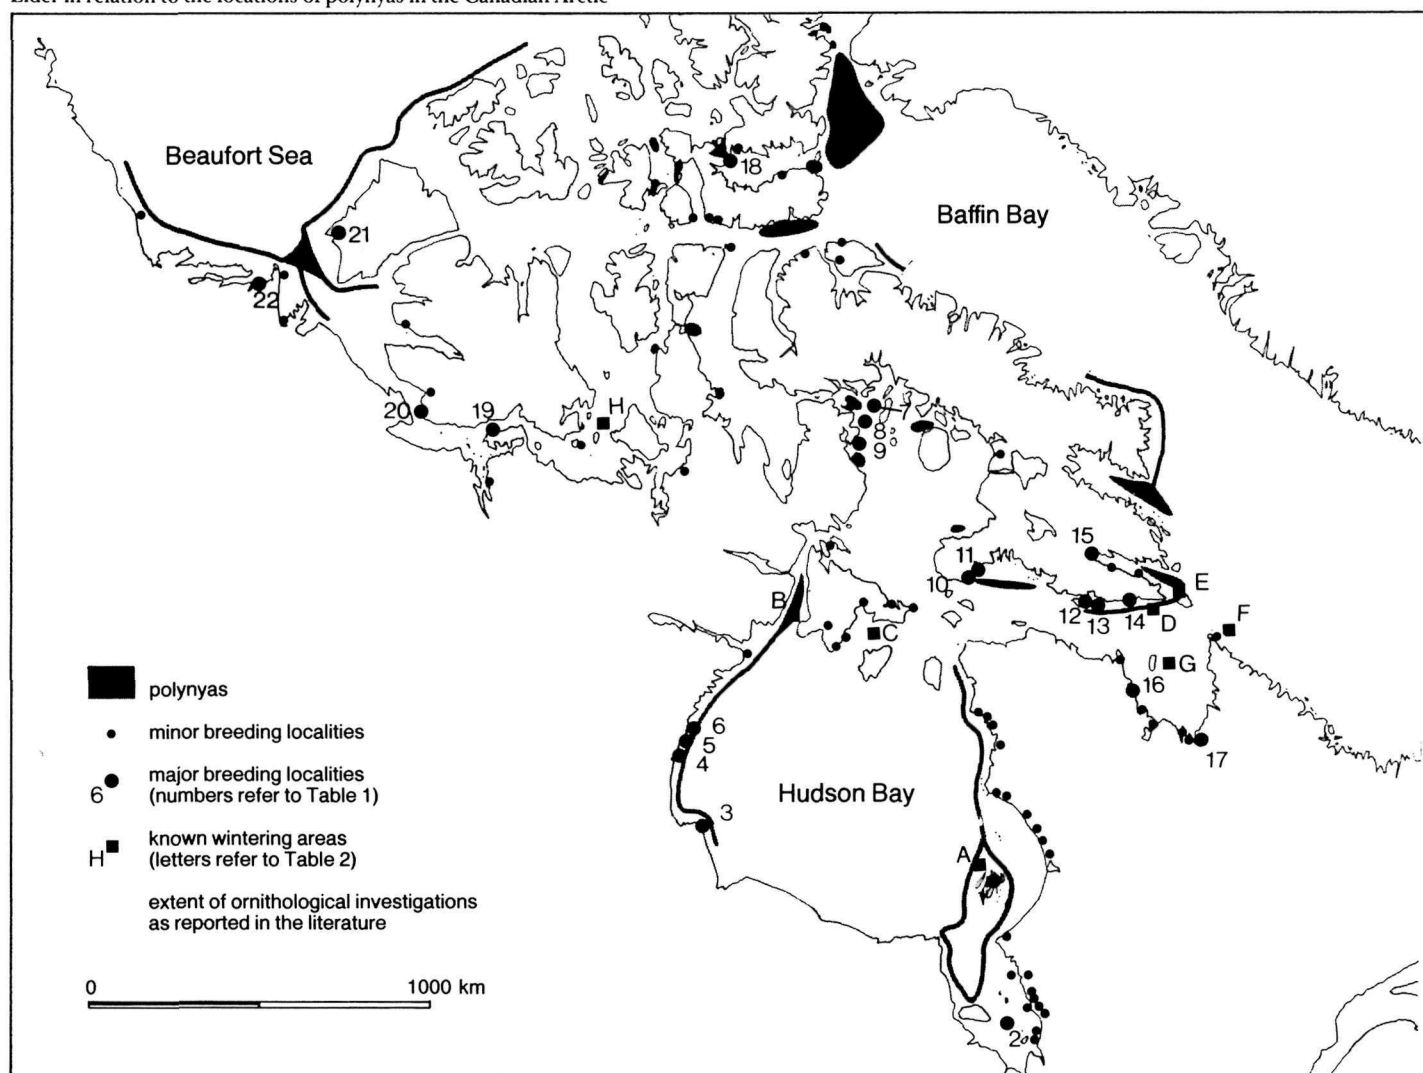 Eider in relation to the locations of polynyas in the Canadian Arctic
Beaufort Sea
18
Baffin Bay
21
22
20
19
H
7
8
9
15
11
10
E
12
13
14
D
F
B
C
G
16
17
6
5
4
3
Hudson Bay
A
2
polynyas
minor breeding localities
6
major breeding localities
(numbers refer to Table 1)
H
known wintering areas
(letters refer to Table 2)
extent of ornithological investigations
as reported in the literature
0
1000 km